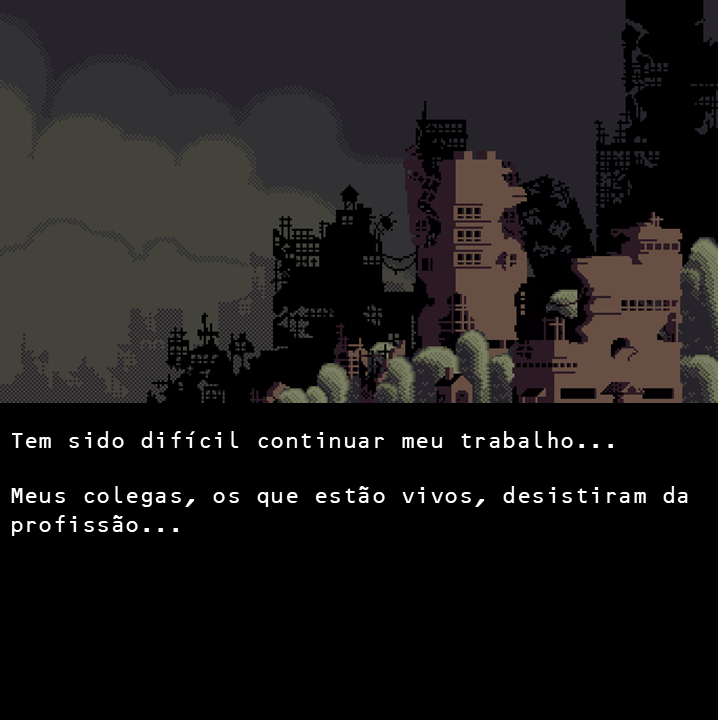 Tem sido difícil continuar meu trabalho...
Meus colegas, os que estão vivos, desistiram da
profissão...